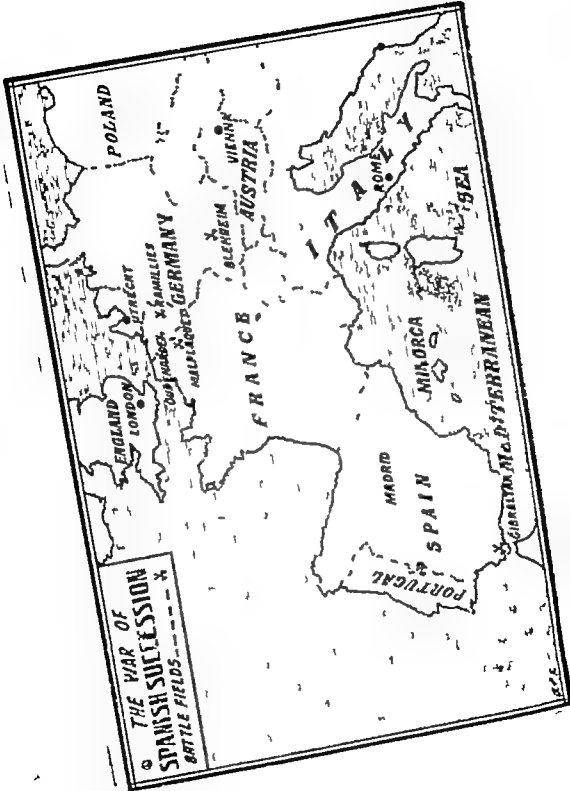 THE WAR OF
SPANISH SUCCESSION
BATTLE FIELDS
ENGLAND
LONDON
UTRECHT
POLAND
OUDENARDE
RAMILLIES
MALPLAQUED
GERMANY
BLENHEIM
VIENNA
AUSTRIA
FRANCE
ITALY
ROME
MADRID
SPAIN
PORTUGAL
MINORCA
GIBRALTAR
MEDITERRANEAN SEA